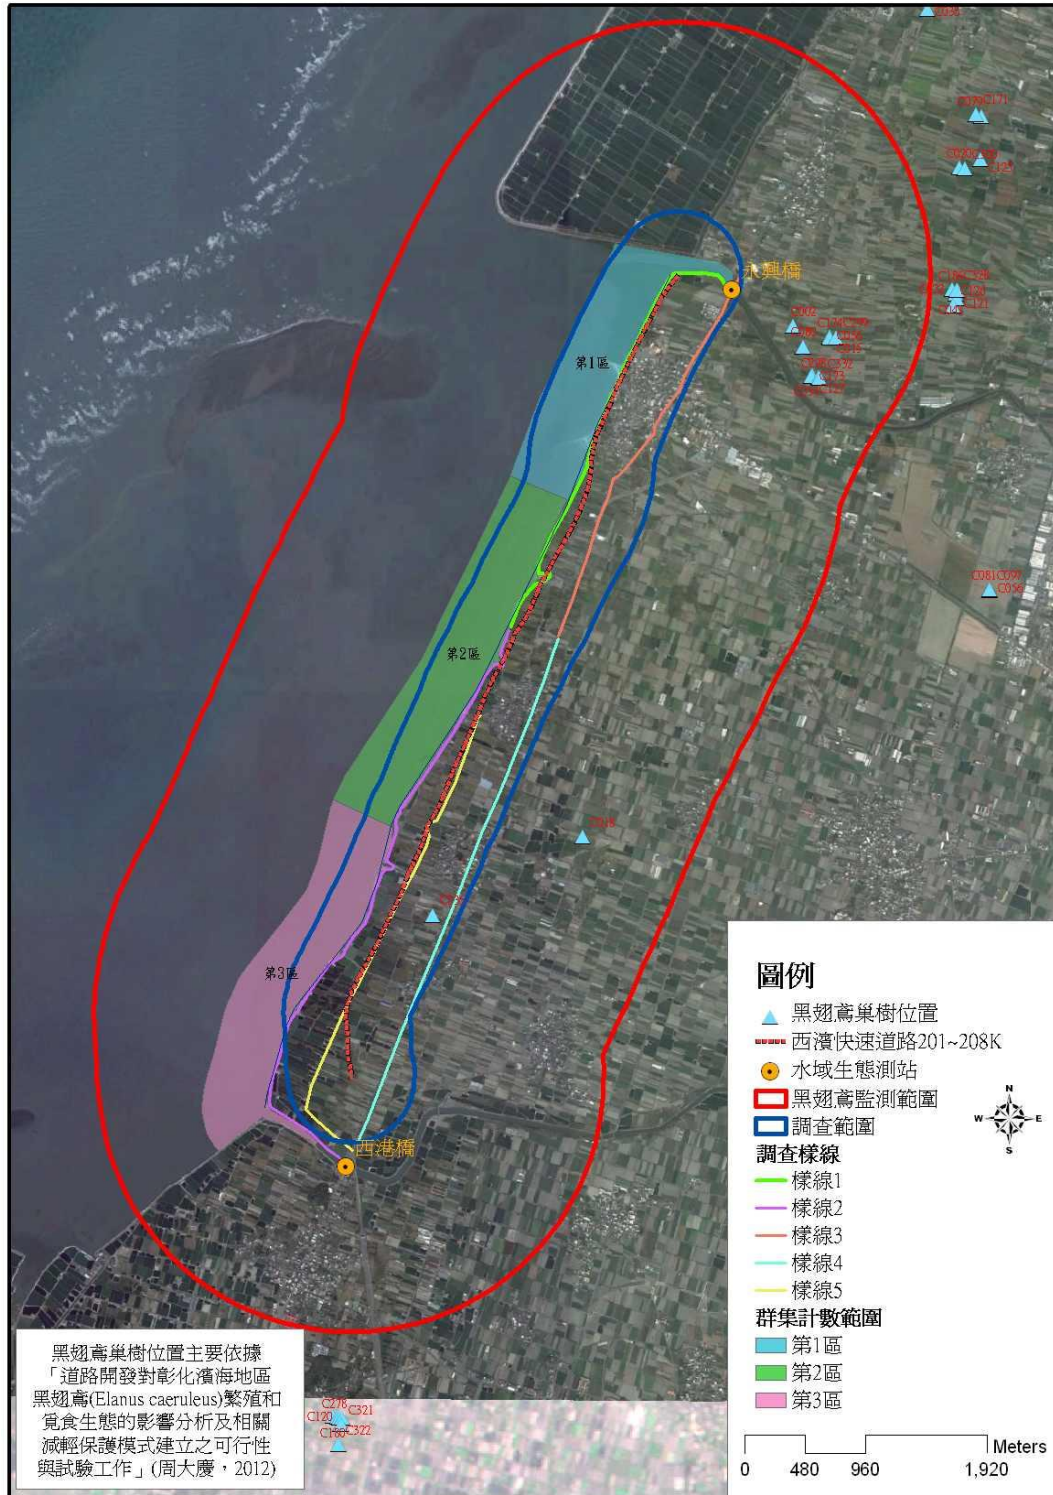 C171
永興橋
C002
第1區
C056
第2區
C218
第3區
西港橋
C278
C321
C120
C322
圖例
黑翅鳶巢樹位置
西濱快速道路201~208K
水域生態測站
黑翅鳶監測範圍
調查範圍
N
W
E
S
調查樣線
樣線1
樣線2
樣線3
樣線4
樣線5
群集計數範圍
第1區
第2區
第3區
Meters
0
480
960
1,920
黑翅鳶巢樹位置主要依據
「道路開發對彰化濱海地區
黑翅鳶(Elanus caeruleus)繁殖和
覓食生態的影響分析及相關
減輕保護模式建立之可行性
與試驗工作」(周大慶，2012)